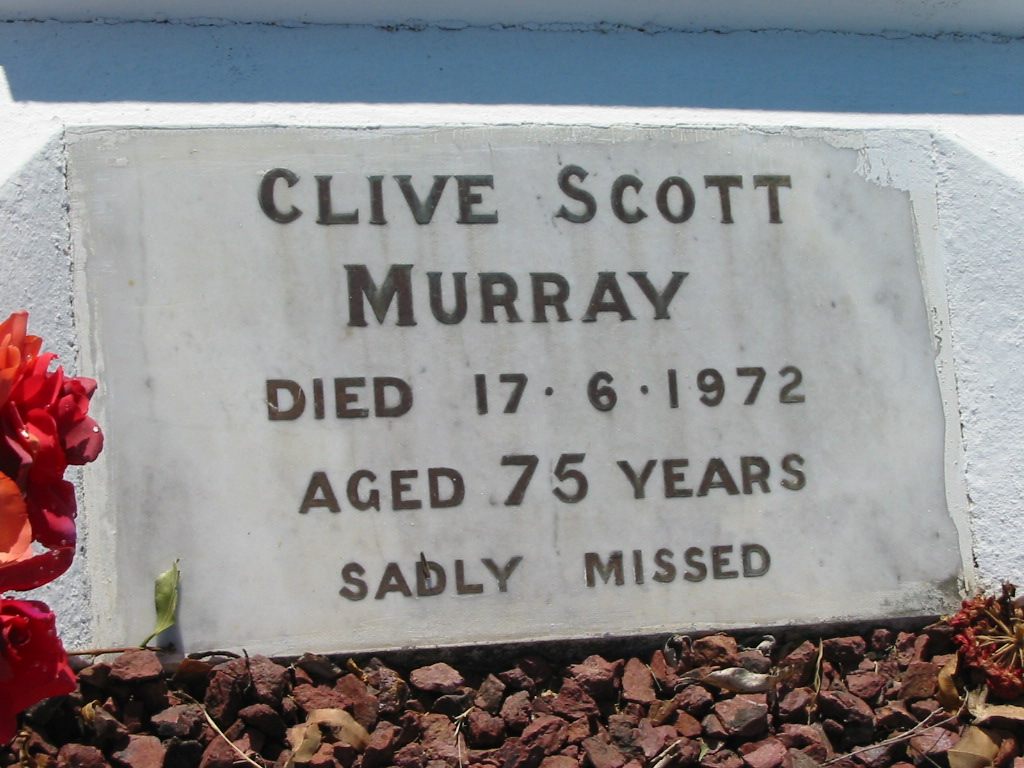 CLIVE SCOTT
MURRAY
DIED 17·6·1972
AGED 75 YEARS
SADLY MISSED